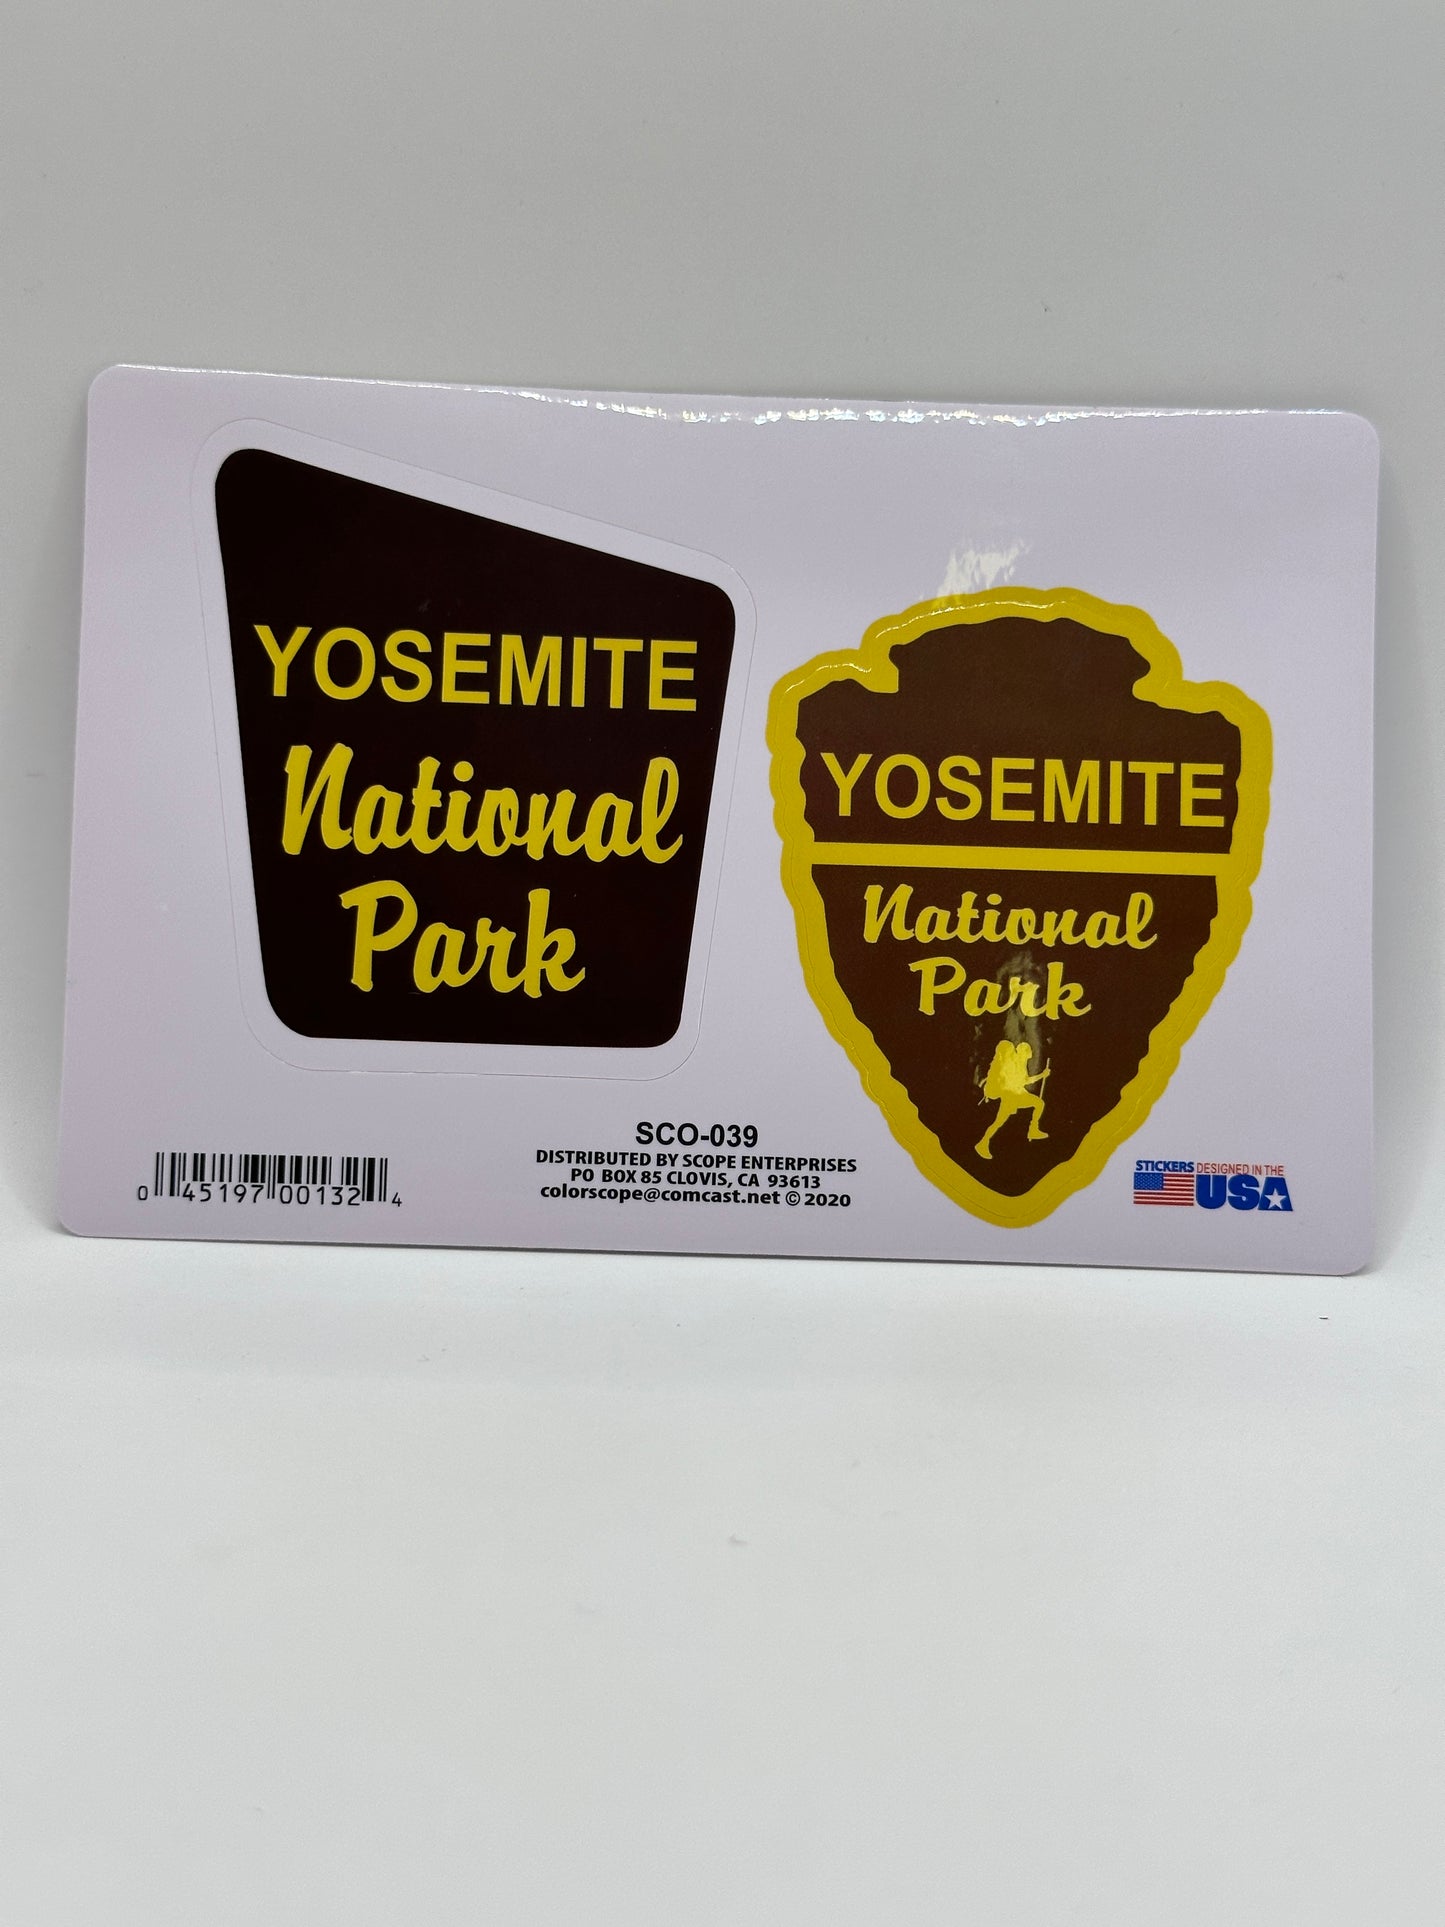 YOSEMITE
National
Park
YOSEMITE
National
Park
SCO-039
DISTRIBUTED BY SCOPE ENTERPRISES
PO BOX 85 CLOVIS, CA 93613
colorscope@comcast.net © 2020
0 45197 00132 4
STICKERS DESIGNED IN THE
USA